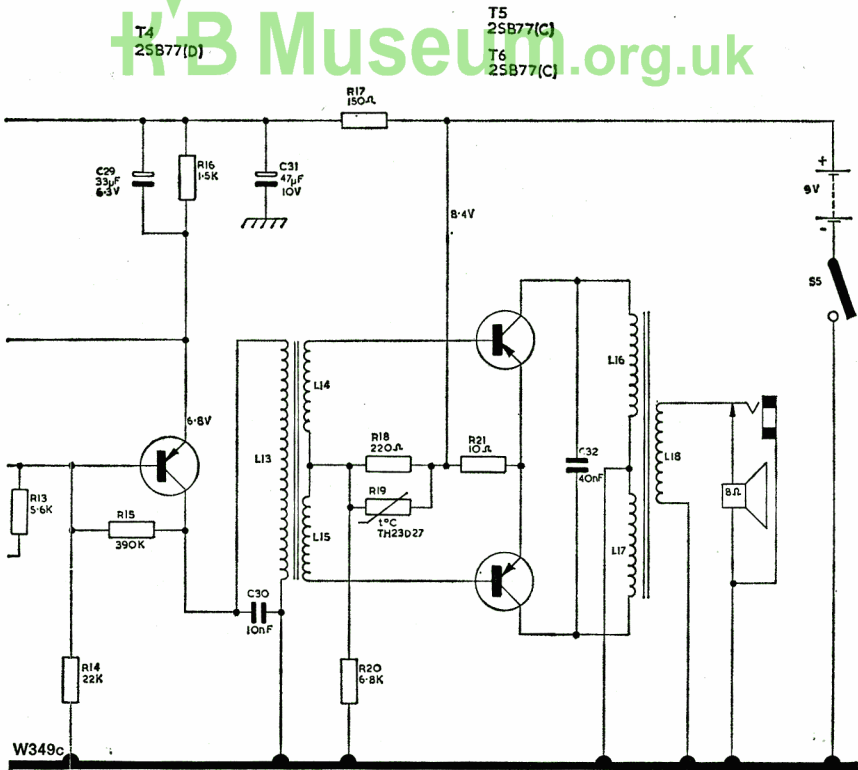 K'B Museum.org.uk
T4
2SB77(D)
T5
2SB77(C)
T6
2SB77(C)
R17
150Ω
C29
33µF
6.3V
R16
1.5K
C31
47µF
10V
8.4V
+
9V
-
S5
6.8V
L13
L14
L15
R18
220Ω
R19
t°C
TH23D27
R21
10Ω
C32
40nF
L16
L17
L18
8Ω
R13
5.6K
R15
390K
C30
10nF
R14
22K
R20
6.8K
W349c